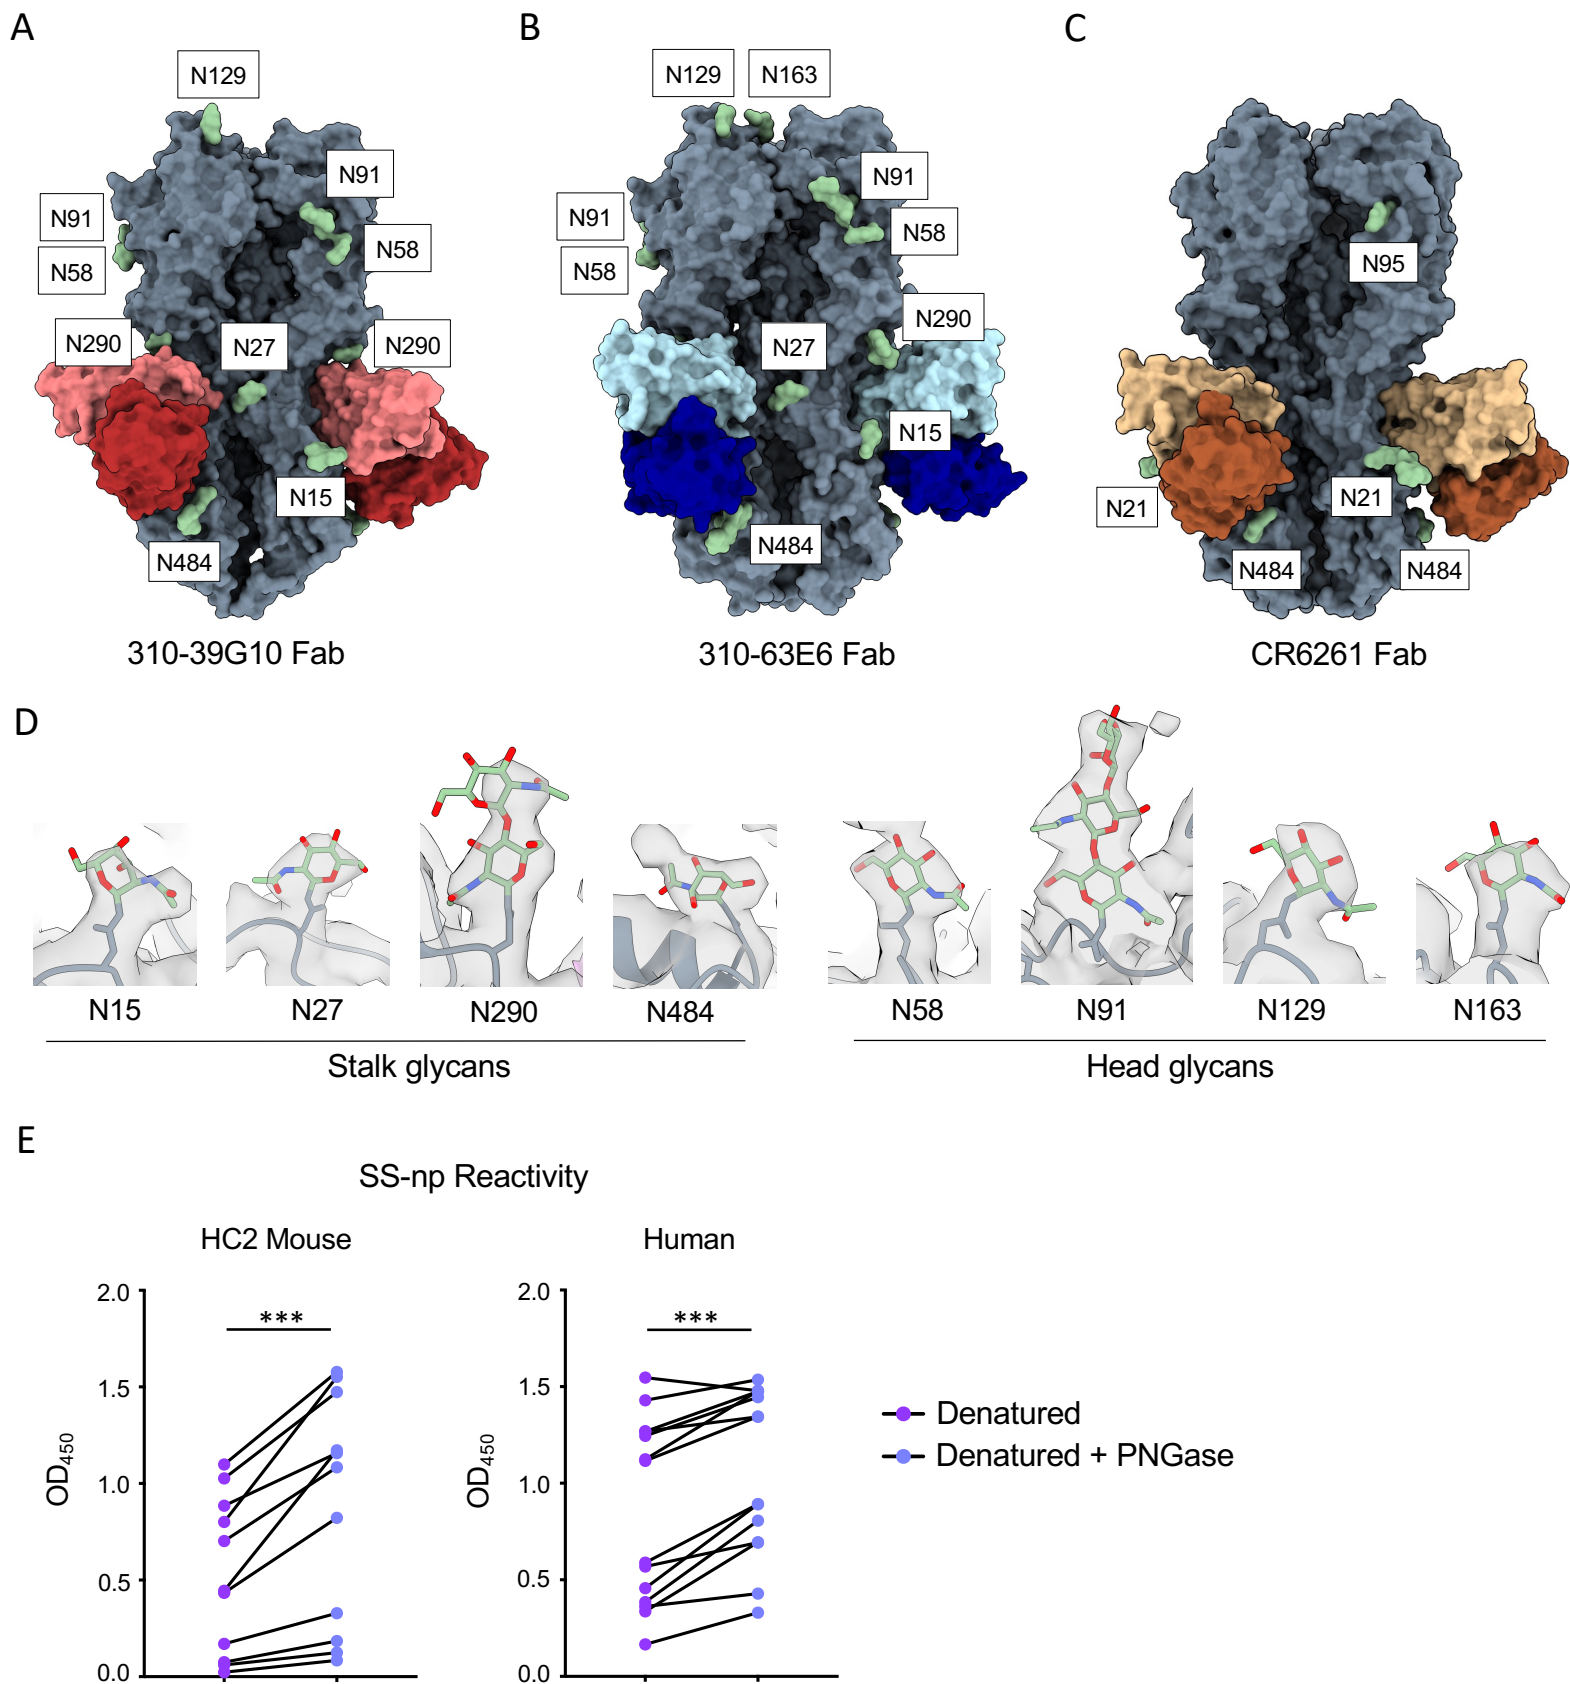 A
B
C
N129
N91
N91
N58
N58
N290
N27
N290
N15
N484
310-39G10 Fab
N129
N163
N91
N91
N58
N58
N290
N27
N15
N484
310-63E6 Fab
N95
N21
N21
N484
N484
CR6261 Fab
D
N15
N27
N290
N484
N58
N91
N129
N163
Stalk glycans
Head glycans
E
SS-np Reactivity
HC2 Mouse
Human
2.0
***
1.5
1.0
0.5
0.0
OD450
2.0
***
1.5
1.0
0.5
0.0
OD450
Denatured
Denatured + PNGase